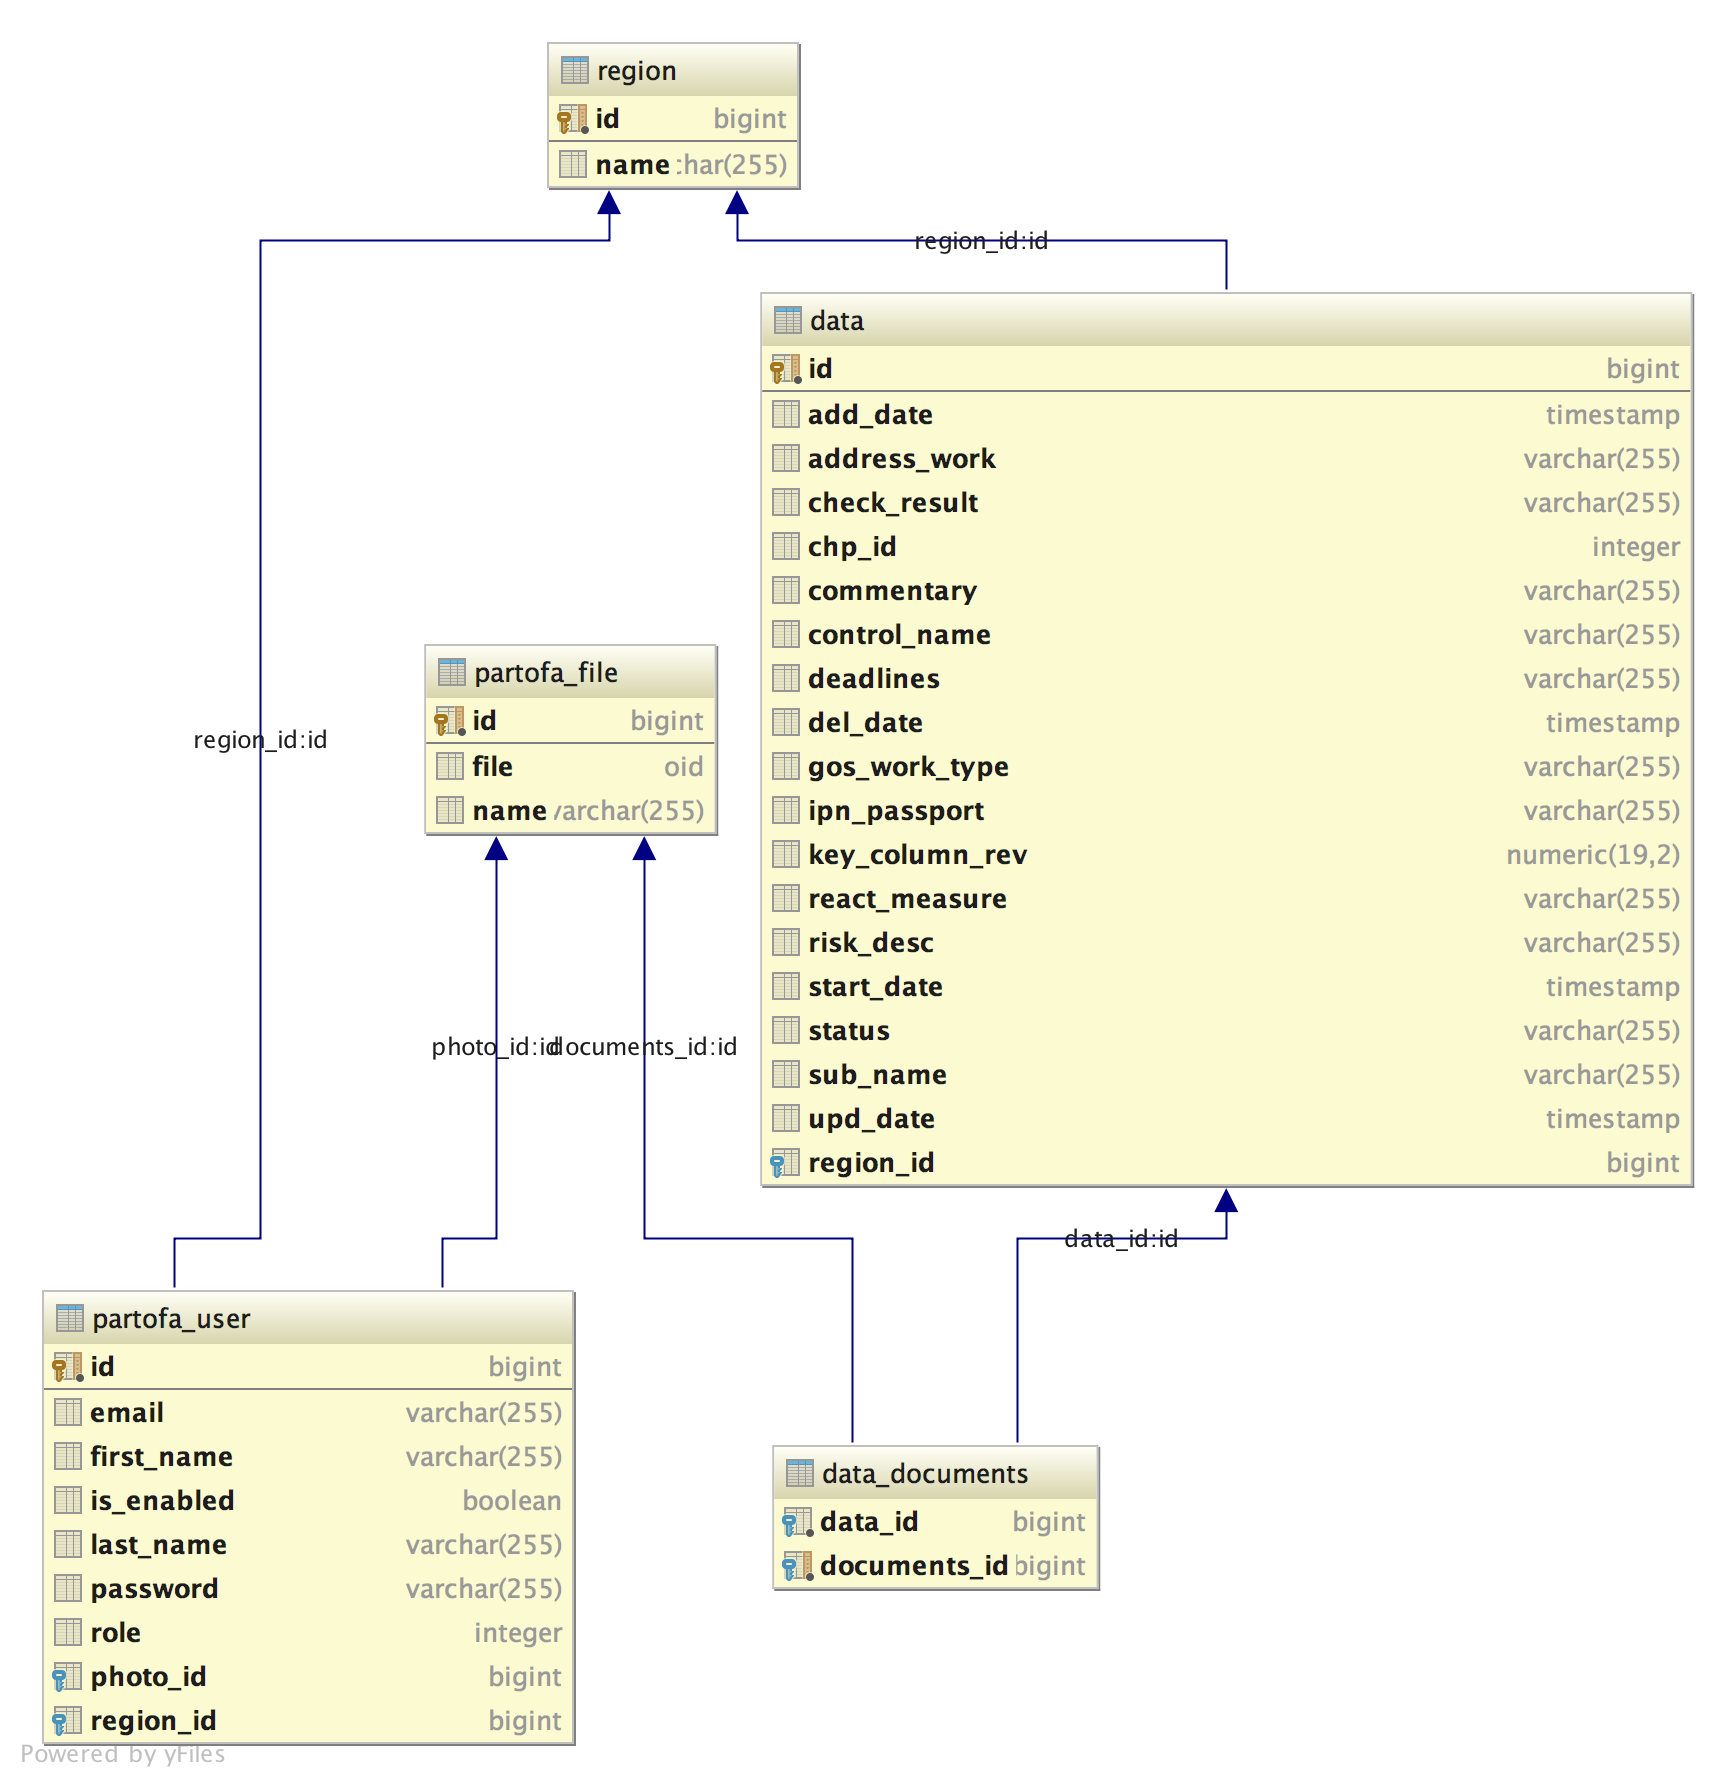 region
id bigint
name :har(255)
region_id:id
data
id bigint
add_date timestamp
address_work varchar(255)
check_result varchar(255)
chp_id integer
commentary varchar(255)
control_name varchar(255)
deadlines varchar(255)
del_date timestamp
gos_work_type varchar(255)
ipn_passport varchar(255)
key_column_rev numeric(19,2)
react_measure varchar(255)
risk_desc varchar(255)
start_date timestamp
status varchar(255)
sub_name varchar(255)
upd_date timestamp
region_id bigint
partofa_file
id bigint
file oid
name varchar(255)
region_id:id
photo_id:id
documents_id:id
data_id:id
partofa_user
id bigint
email varchar(255)
first_name varchar(255)
is_enabled boolean
last_name varchar(255)
password varchar(255)
role integer
photo_id bigint
region_id bigint
data_documents
data_id bigint
documents_id bigint
Powered by yFiles